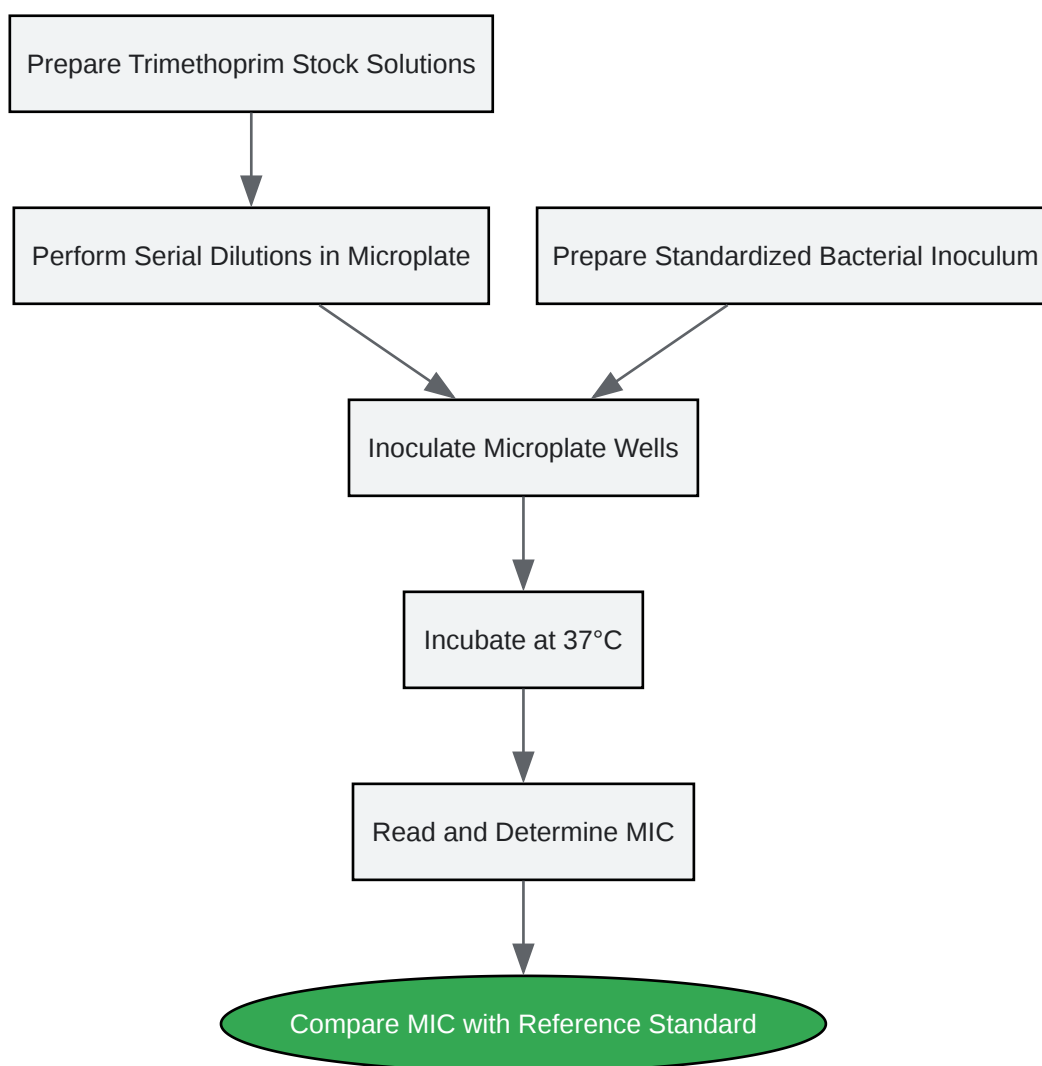 Prepare Trimethoprim Stock Solutions
Perform Serial Dilutions in Microplate
Prepare Standardized Bacterial Inoculum
Inoculate Microplate Wells
Incubate at 37°C
Read and Determine MIC
Compare MIC with Reference Standard